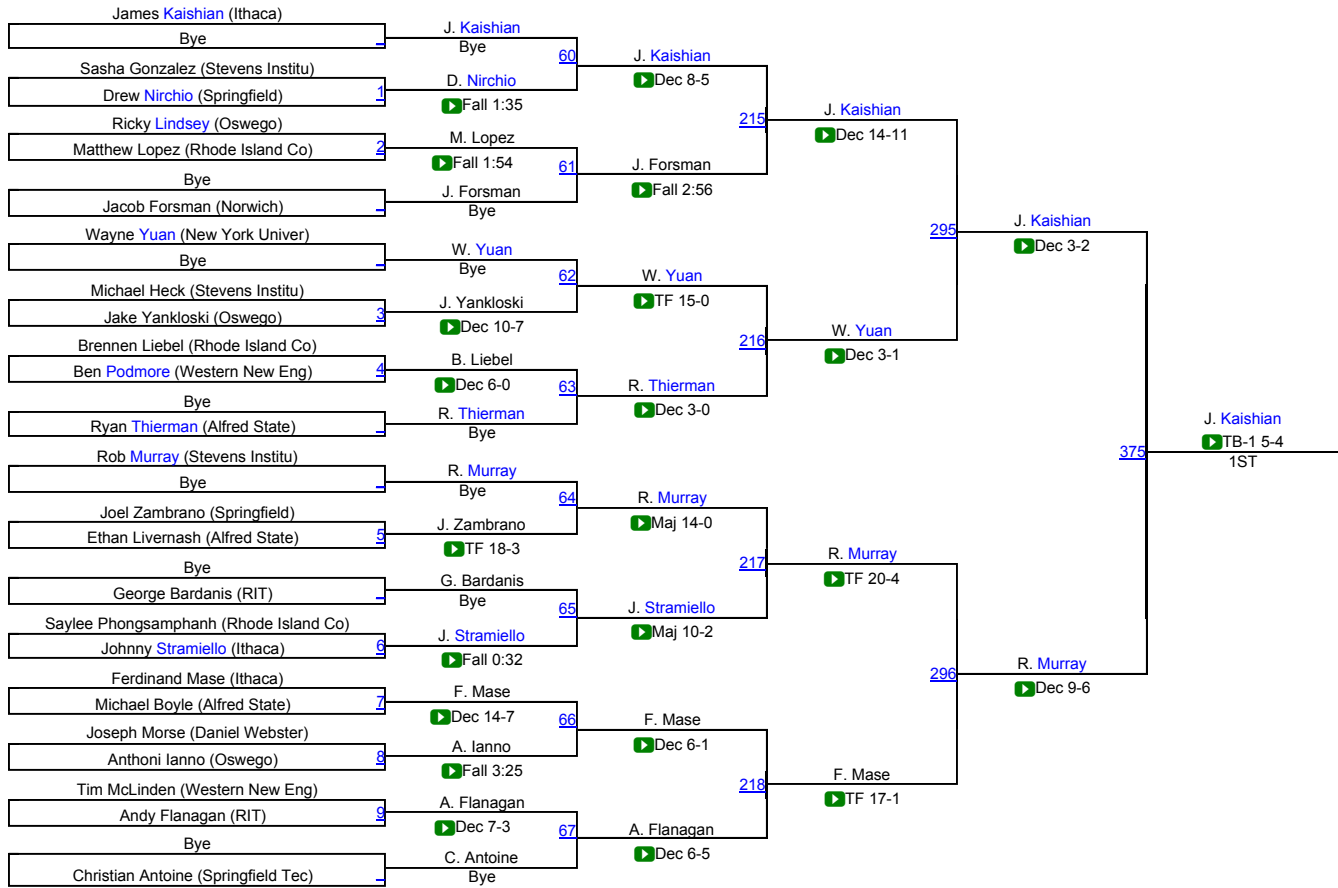 James Kaishian (Ithaca)
Bye
Sasha Gonzalez (Stevens Institu)
Drew Nirchio (Springfield)
1
Ricky Lindsey (Oswego)
Matthew Lopez (Rhode Island Co)
2
Bye
Jacob Forsman (Norwich)
Wayne Yuan (New York Univer)
Bye
Michael Heck (Stevens Institu)
Jake Yankloski (Oswego)
3
Brennen Liebel (Rhode Island Co)
Ben Podmore (Western New Eng)
4
Bye
Ryan Thierman (Alfred State)
Rob Murray (Stevens Institu)
Bye
Joel Zambrano (Springfield)
Ethan Livernash (Alfred State)
5
Bye
George Bardanis (RIT)
Saylee Phongsamphanh (Rhode Island Co)
Johnny Stramiello (Ithaca)
6
Ferdinand Mase (Ithaca)
Michael Boyle (Alfred State)
7
Joseph Morse (Daniel Webster)
Anthoni Ianno (Oswego)
8
Tim McLinden (Western New Eng)
Andy Flanagan (RIT)
9
Bye
Christian Antoine (Springfield Tec)
J. Kaishian
Bye
60
D. Nirchio
Fall 1:35
M. Lopez
Fall 1:54
61
J. Forsman
Bye
W. Yuan
Bye
62
J. Yankloski
Dec 10-7
B. Liebel
Dec 6-0
63
R. Thierman
Bye
R. Murray
Bye
64
J. Zambrano
TF 18-3
G. Bardanis
Bye
65
J. Stramiello
Fall 0:32
F. Mase
Dec 14-7
66
A. Ianno
Fall 3:25
A. Flanagan
Dec 7-3
67
C. Antoine
Bye
J. Kaishian
Dec 8-5
215
J. Forsman
Fall 2:56
W. Yuan
TF 15-0
216
R. Thierman
Dec 3-0
R. Murray
Maj 14-0
217
J. Stramiello
Maj 10-2
F. Mase
Dec 6-1
218
A. Flanagan
Dec 6-5
J. Kaishian
Dec 14-11
295
W. Yuan
Dec 3-1
R. Murray
TF 20-4
296
F. Mase
TF 17-1
J. Kaishian
Dec 3-2
375
R. Murray
Dec 9-6
J. Kaishian
TB-1 5-4
1ST